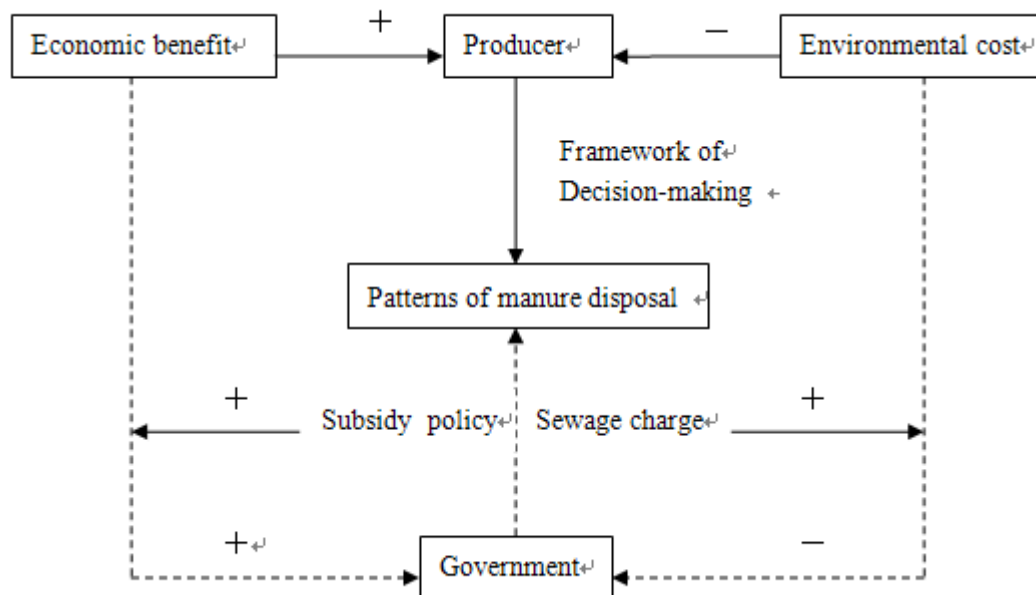 Economic benefit
+
Producer
−
Environmental cost
Framework of
Decision-making
Patterns of manure disposal
+
Subsidy policy
Sewage charge
+
+
Government
−